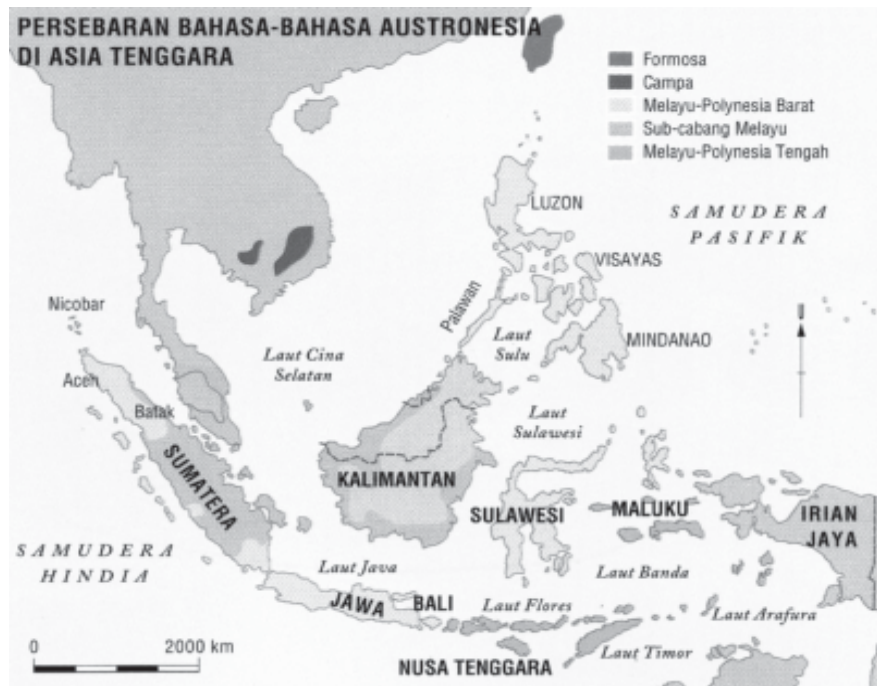 PERSEBARAN BAHASA-BAHASA AUSTRONESIA
DI ASIA TENGGARA
Formosa
Campa
Melayu-Polynesia Barat
Sub-cabang Melayu
Melayu-Polynesia Tengah
LUZON
SAMUDERA
PASIFIK
VISAYAS
Palawan
Nicobar
Laut
Sulu
MINDANAO
Laut Cina
Selatan
Aceh
Batak
Laut
Sulawesi
SUMATERA
KALIMANTAN
SULAWESI
MALUKU
IRIAN
JAYA
SAMUDERA
HINDIA
Laut Java
Laut Banda
JAWA
BALI
Laut Flores
Laut Arafura
0
2000 km
Laut Timor
NUSA TENGGARA